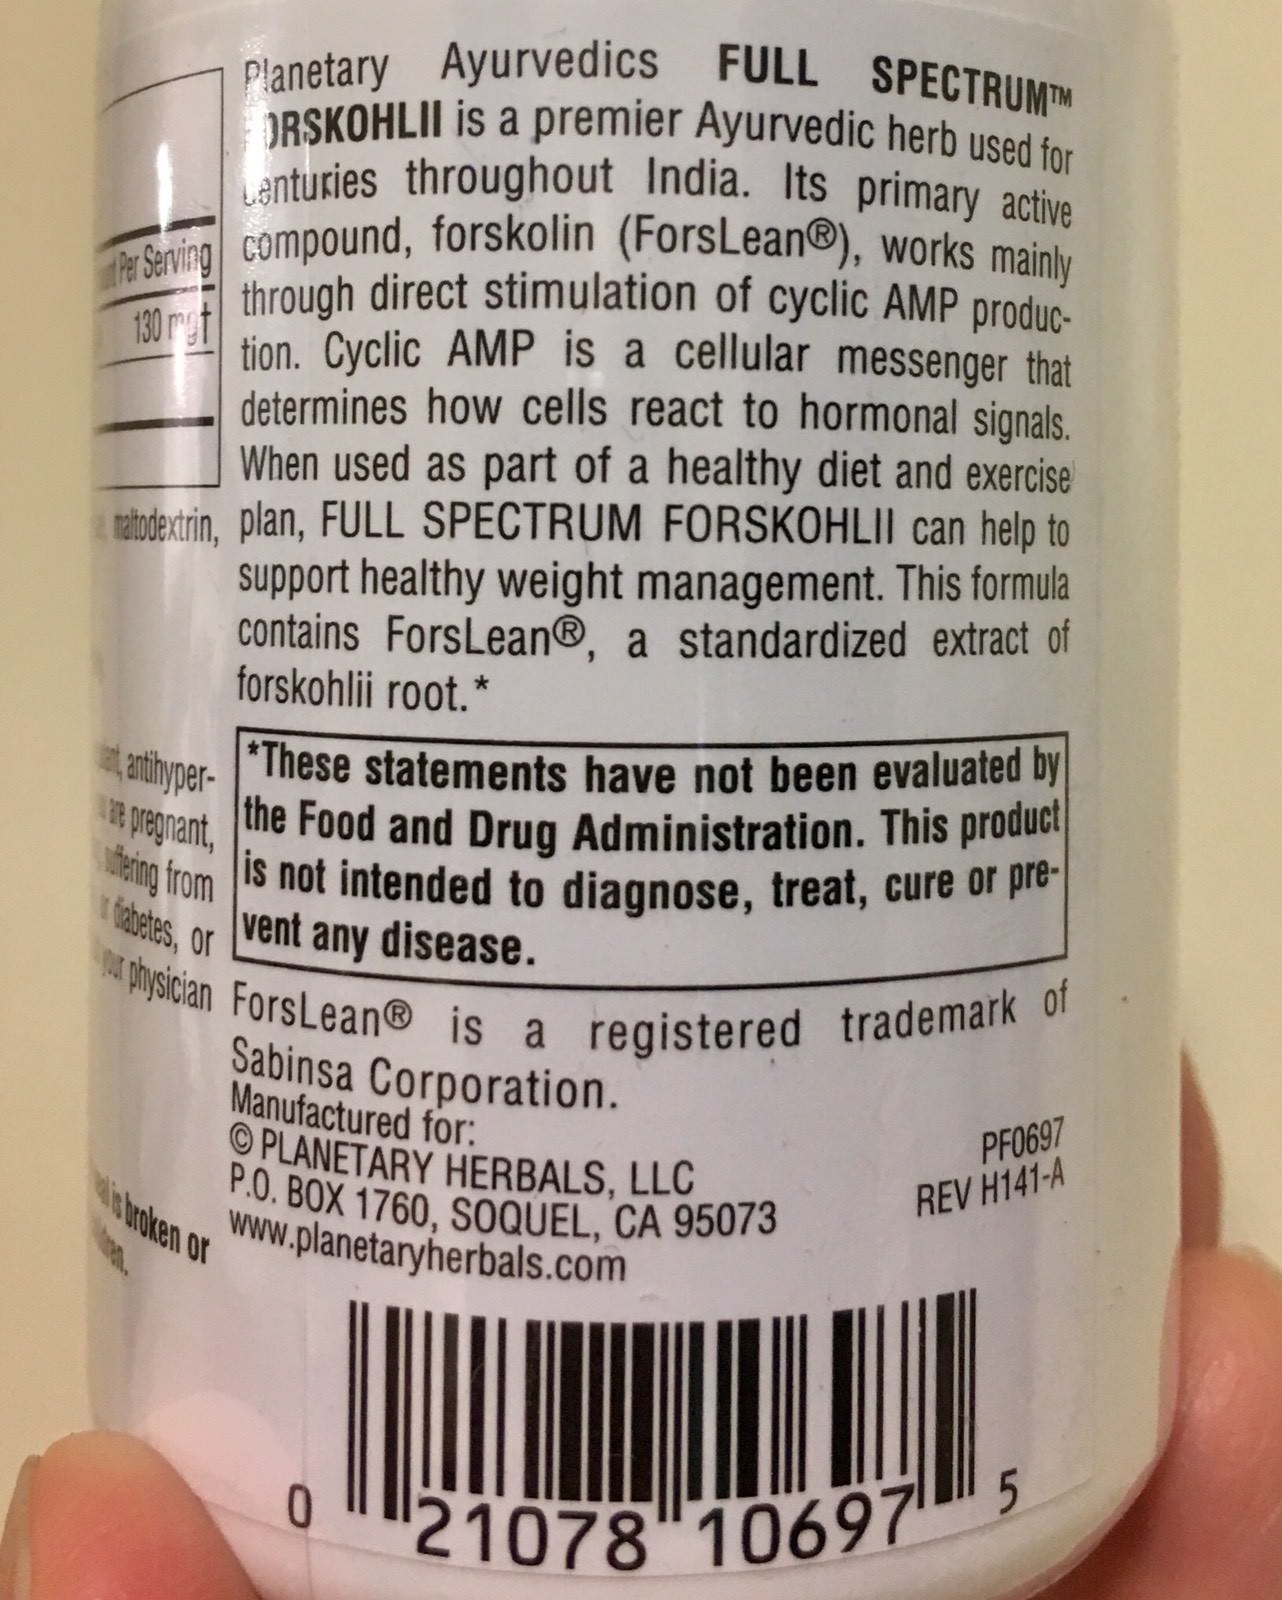 Per Serving
130 mg†
maltodextrin,
antihyper-
are pregnant,
suffering from
diabetes, or
your physician
is broken or
Planetary Ayurvedics FULL SPECTRUM™
FORSKOHLII is a premier Ayurvedic herb used for
centuries throughout India. Its primary active
compound, forskolin (ForsLean®), works mainly
through direct stimulation of cyclic AMP produc-
tion. Cyclic AMP is a cellular messenger that
determines how cells react to hormonal signals.
When used as part of a healthy diet and exercise
plan, FULL SPECTRUM FORSKOHLII can help to
support healthy weight management. This formula
contains ForsLean®, a standardized extract of
forskohlii root.*
*These statements have not been evaluated by
the Food and Drug Administration. This product
is not intended to diagnose, treat, cure or pre-
vent any disease.
ForsLean® is a registered trademark of
Sabinsa Corporation.
Manufactured for:
© PLANETARY HERBALS, LLC
P.O. BOX 1760, SOQUEL, CA 95073
www.planetaryherbals.com
PF0697
REV H141-A
0 21078 10697 5